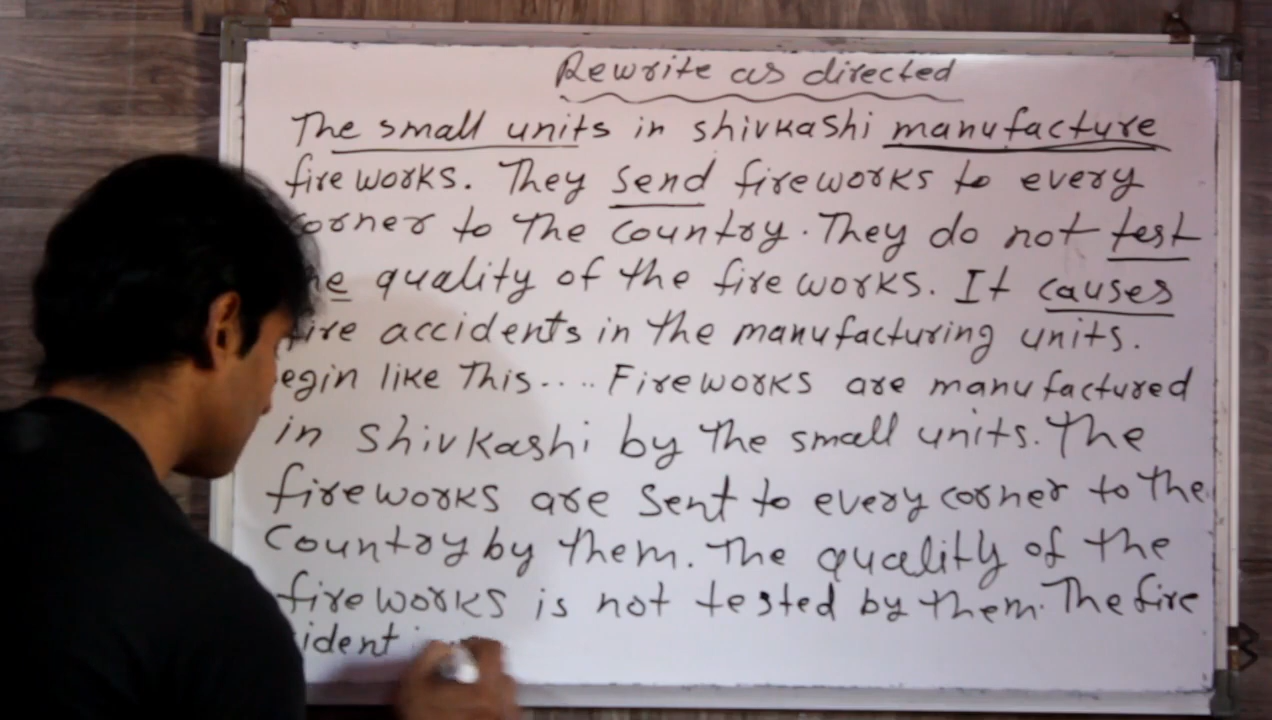 Rewrite as directed
The small units in shivkashi manufacture
fireworks. They send fireworks to every
corner to the country. They do not test
he quality of the fireworks. It causes
fire accidents in the manufacturing units.
egin like this.... Fireworks are manufactured
in shivkashi by the small units. The
fireworks are sent to every corner to the
Country by them. The quality of the
fireworks is not tested by them. The fire
ident